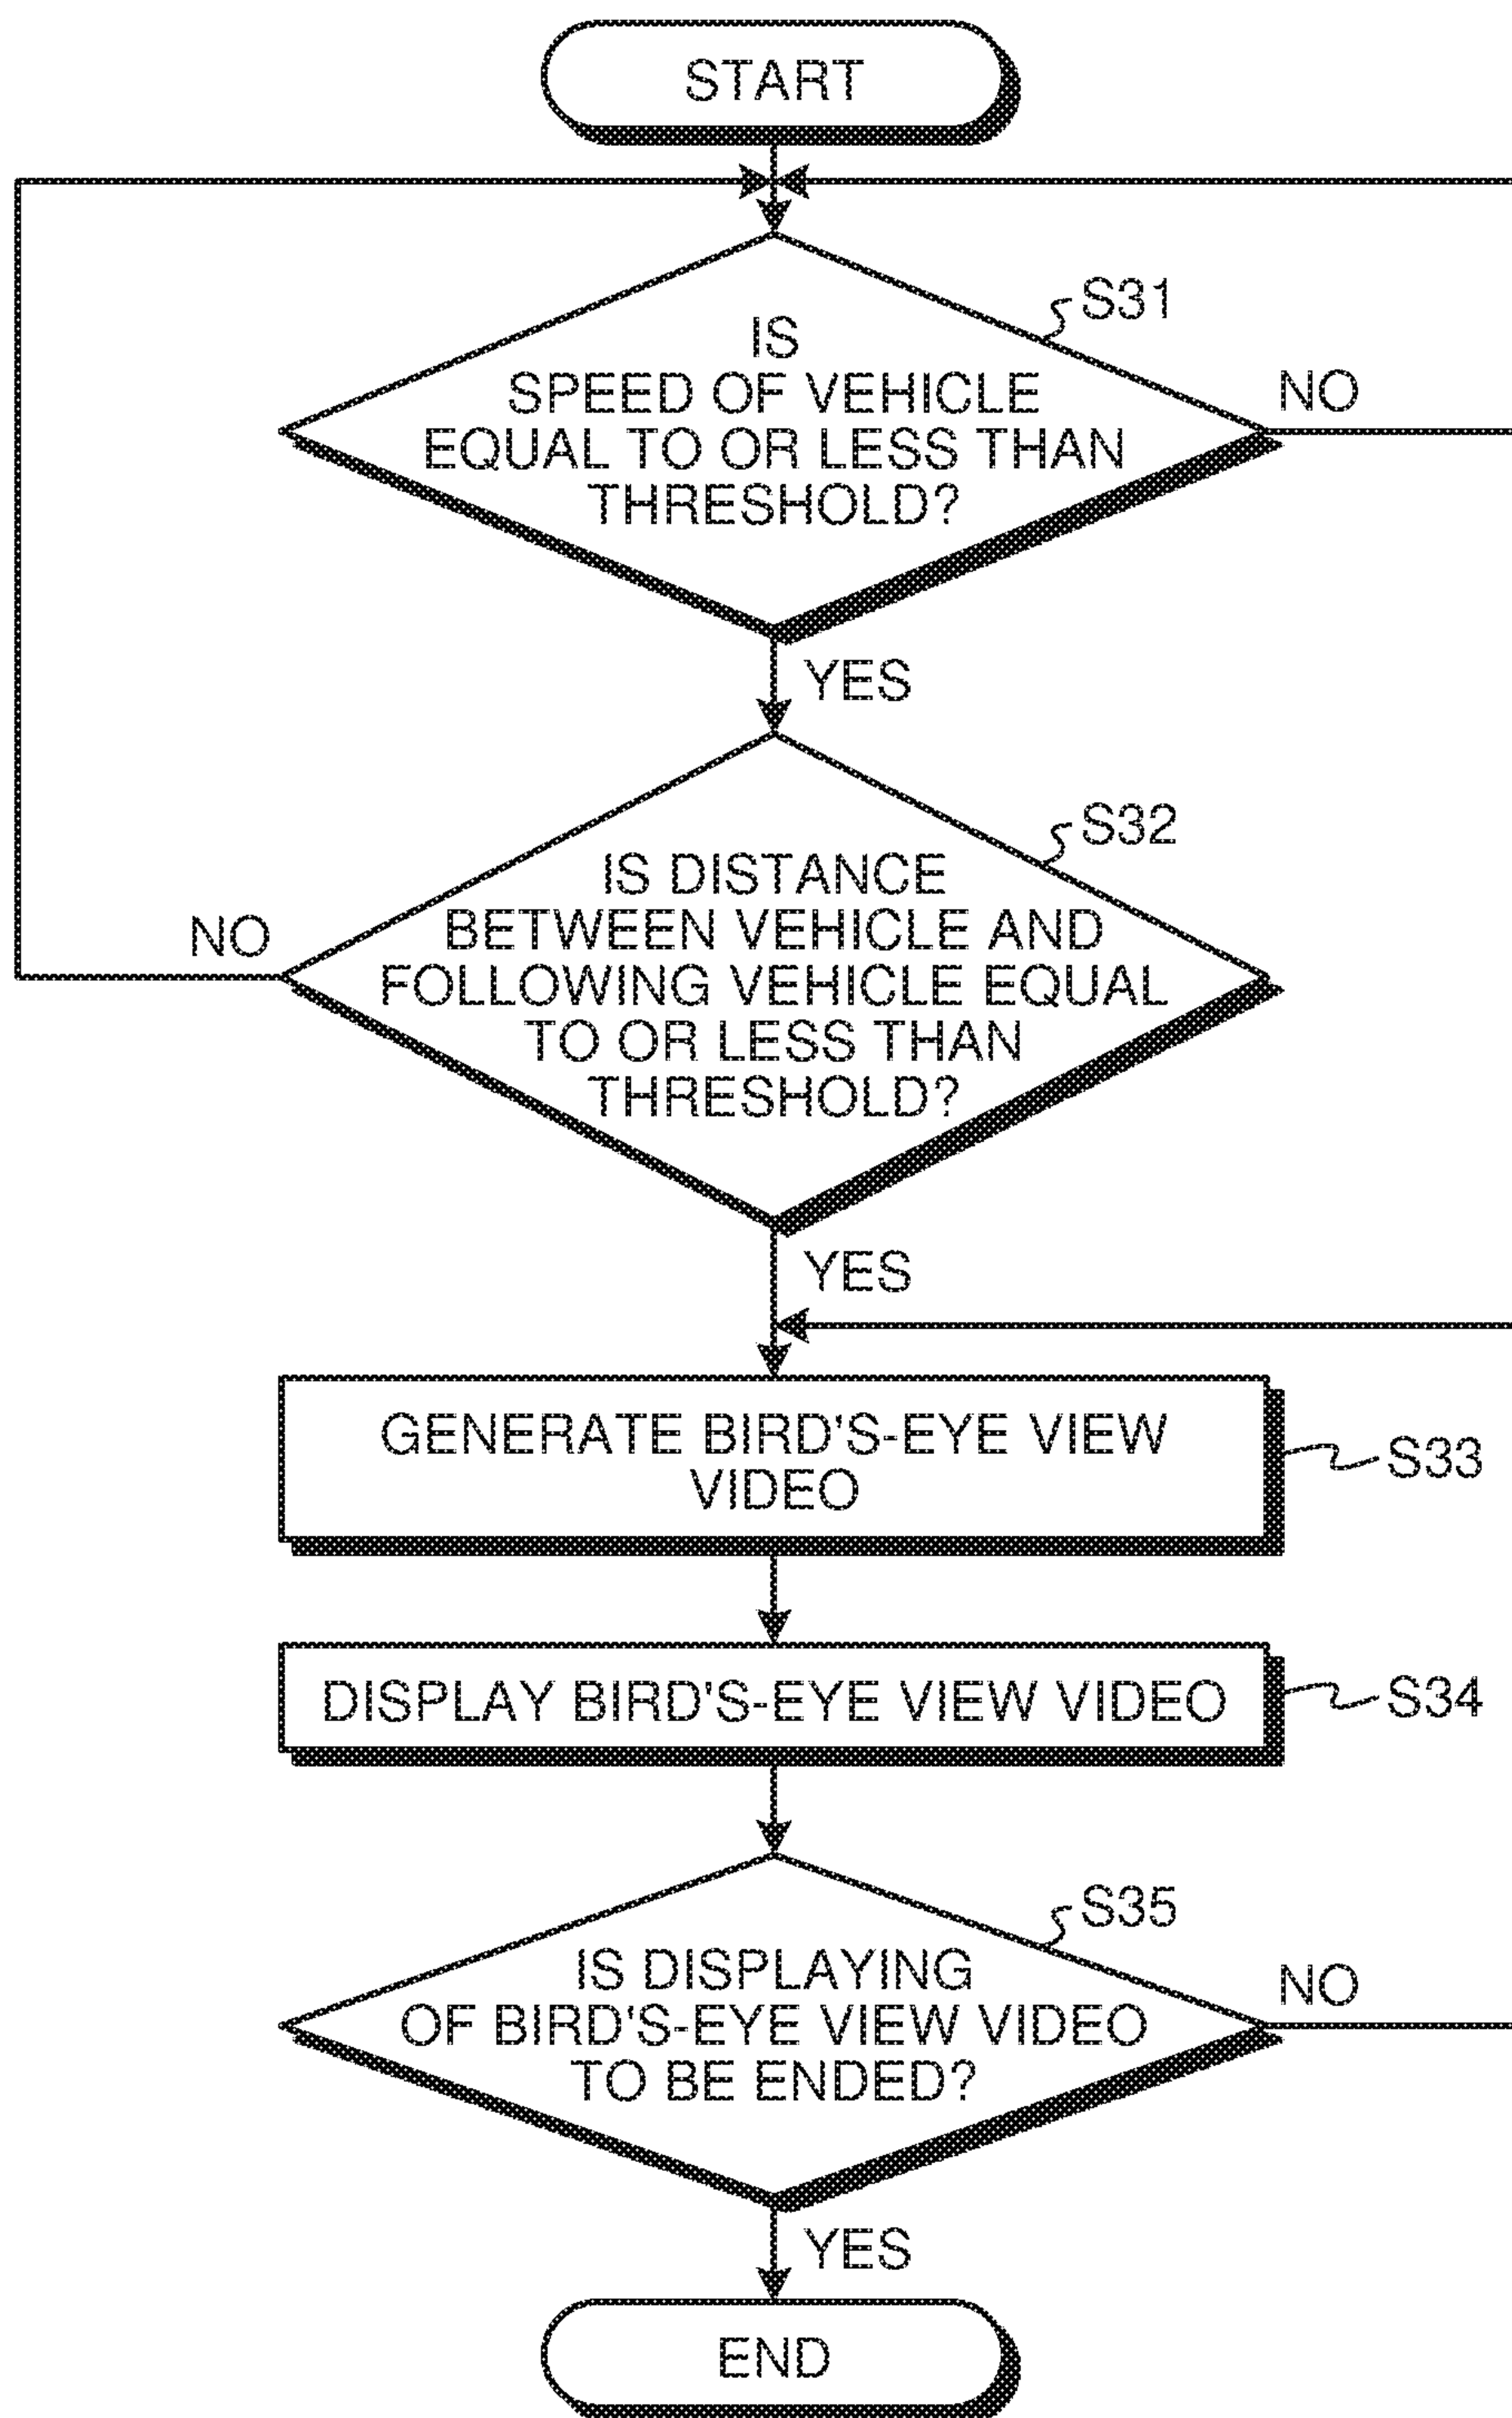 START
S31
IS
SPEED OF VEHICLE
EQUAL TO OR LESS THAN
THRESHOLD?
NO
YES
S32
IS DISTANCE
BETWEEN VEHICLE AND
FOLLOWING VEHICLE EQUAL
TO OR LESS THAN
THRESHOLD?
NO
YES
GENERATE BIRD'S-EYE VIEW
VIDEO
S33
DISPLAY BIRD'S-EYE VIEW VIDEO
S34
S35
IS DISPLAYING
OF BIRD'S-EYE VIEW VIDEO
TO BE ENDED?
NO
YES
END